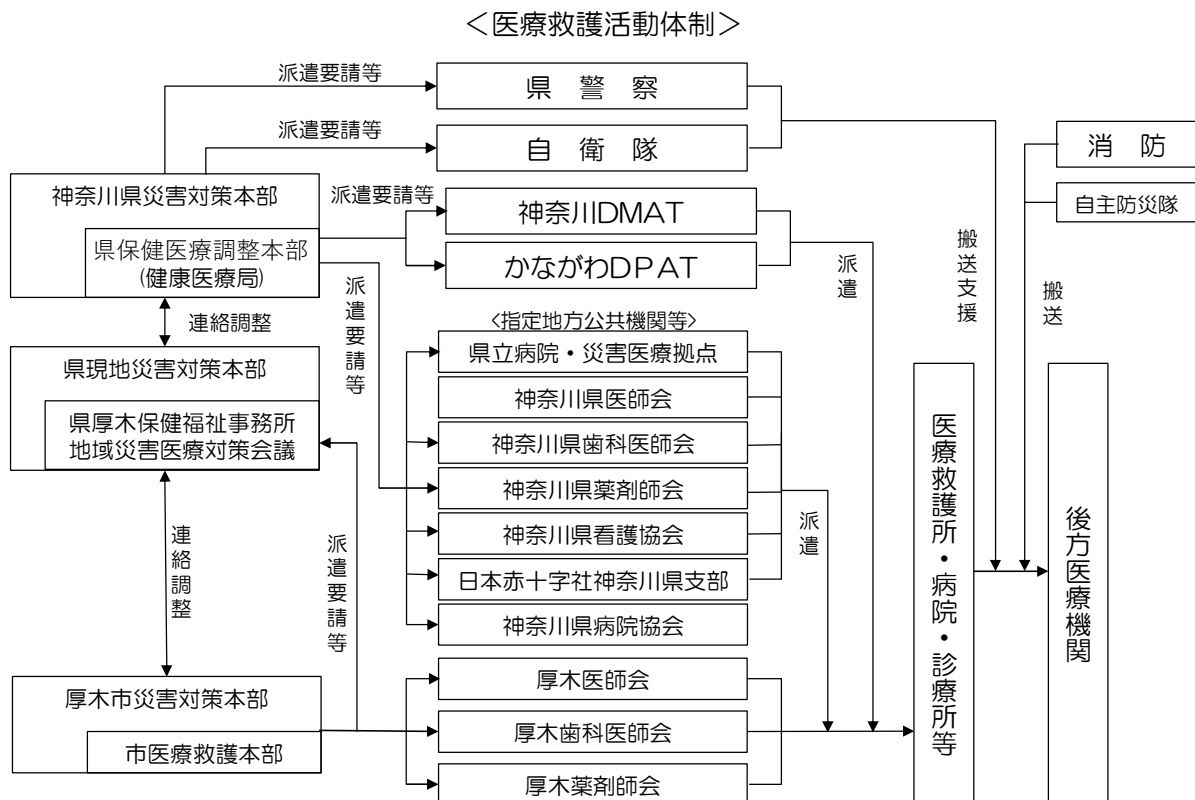 ＜医療救護活動体制＞
派遣要請等
県　警　察
派遣要請等
自　衛　隊
消　防
自主防災隊
神奈川県災害対策本部
県保健医療調整本部
(健康医療局)
派遣要請等
神奈川DMAT
かながわDPAT
派遣
搬送支援
搬送
連絡調整
派遣要請等
県現地災害対策本部
県厚木保健福祉事務所
地域災害医療対策会議
<指定地方公共機関等>
県立病院・災害医療拠点
神奈川県医師会
神奈川県歯科医師会
神奈川県薬剤師会
神奈川県看護協会
日本赤十字社神奈川県支部
神奈川県病院協会
派遣
連絡調整
派遣要請等
厚木市災害対策本部
市医療救護本部
厚木医師会
厚木歯科医師会
厚木薬剤師会
医療救護所・病院・診療所等
後方医療機関